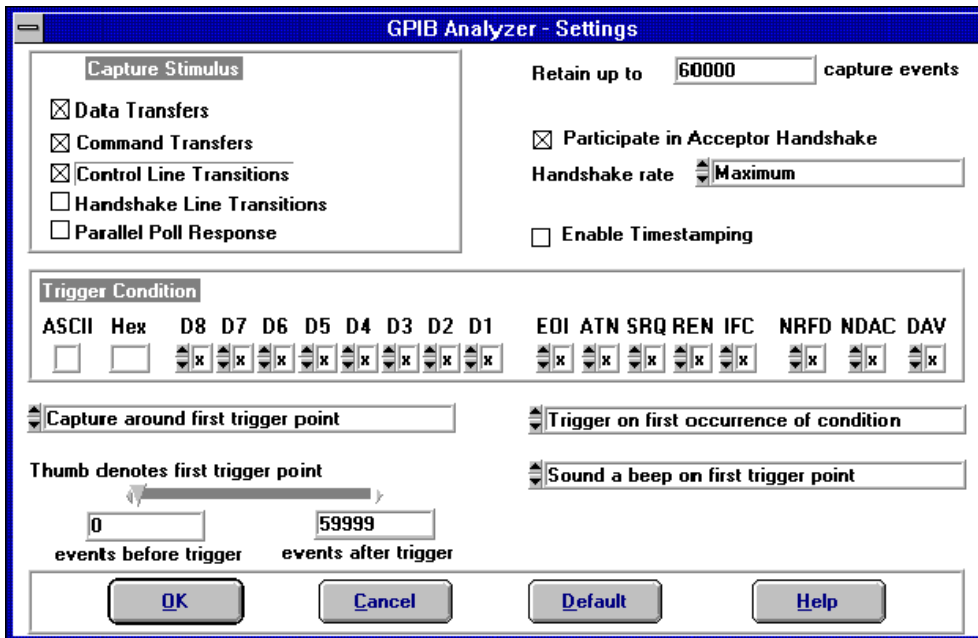 GPIB Analyzer - Settings
Capture Stimulus
Data Transfers
Command Transfers
Control Line Transitions
Handshake Line Transitions
Parallel Poll Response
Retain up to 60000 capture events
Participate in Acceptor Handshake
Handshake rate Maximum
Enable Timestamping
Trigger Condition
ASCII Hex D8 D7 D6 D5 D4 D3 D2 D1 EOI ATN SRQ REN IFC NRFD NDAC DAV
x x x x x x x x x x x x x x x x
Capture around first trigger point
Trigger on first occurrence of condition
Thumb denotes first trigger point
Sound a beep on first trigger point
0 59999
events before trigger events after trigger
OK Cancel Default Help